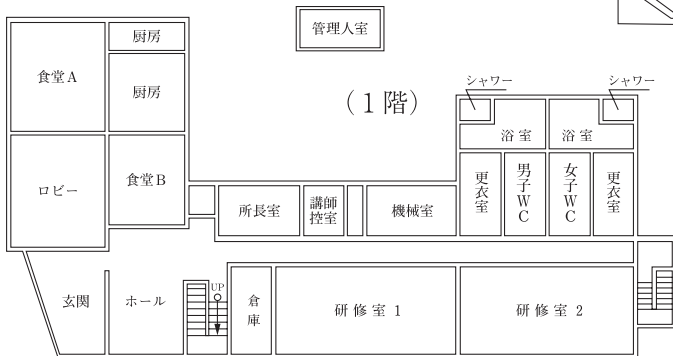 管理人室
厨房
食堂A
厨房
(1階)
シャワー
シャワー
浴室
浴室
ロビー
食堂B
更衣室
男子WC
女子WC
更衣室
所長室
講師
控室
機械室
玄関
ホール
UP
倉庫
研修室 1
研修室 2